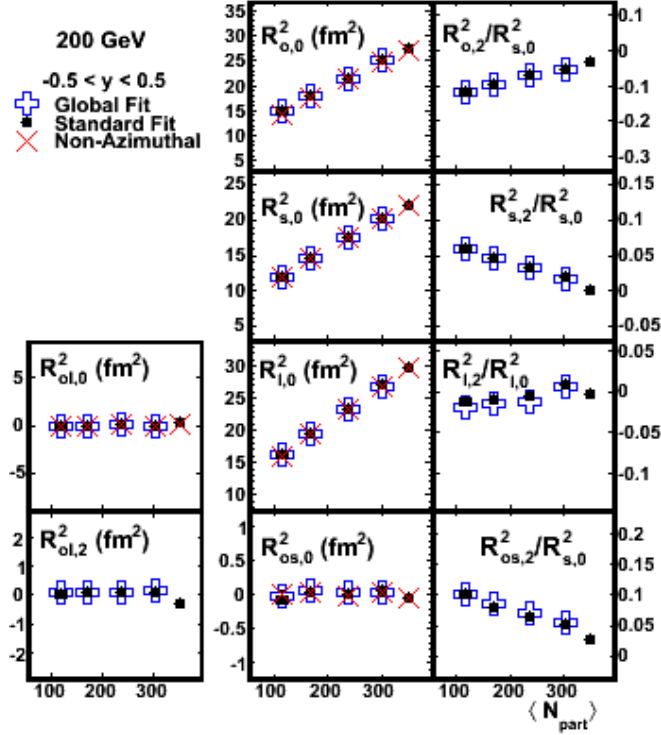 200 GeV
-0.5 < y < 0.5
Global Fit
Standard Fit
Non-Azimuthal
35
30
25
20
15
10
5
R²o,0 (fm²)
R²o,2/R²s,0
0.1
0
-0.1
-0.2
-0.3
25
20
15
10
5
R²s,0 (fm²)
R²s,2/R²s,0
0.15
0.1
0.05
0
-0.05
5
0
-5
R²ol,0 (fm²)
30
25
20
15
10
R²l,0 (fm²)
R²l,2/R²l,0
0.05
0
-0.05
-0.1
2
1
0
-1
-2
R²ol,2 (fm²)
1
0.5
0
-0.5
-1
R²os,0 (fm²)
R²os,2/R²s,0
0.2
0.15
0.1
0.05
0
100 200 300
100 200 300
100 200 300
⟨ Npart ⟩